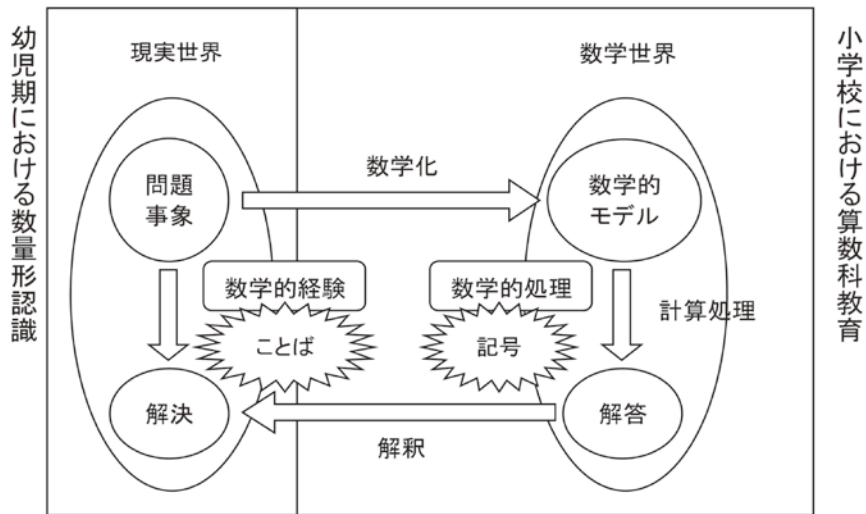 幼児期における数量形認識
現実世界
数学世界
小学校における算数科教育
問題
事象
数学化
数学的
モデル
数学的経験
数学的処理
計算処理
ことば
記号
解決
解答
解釈